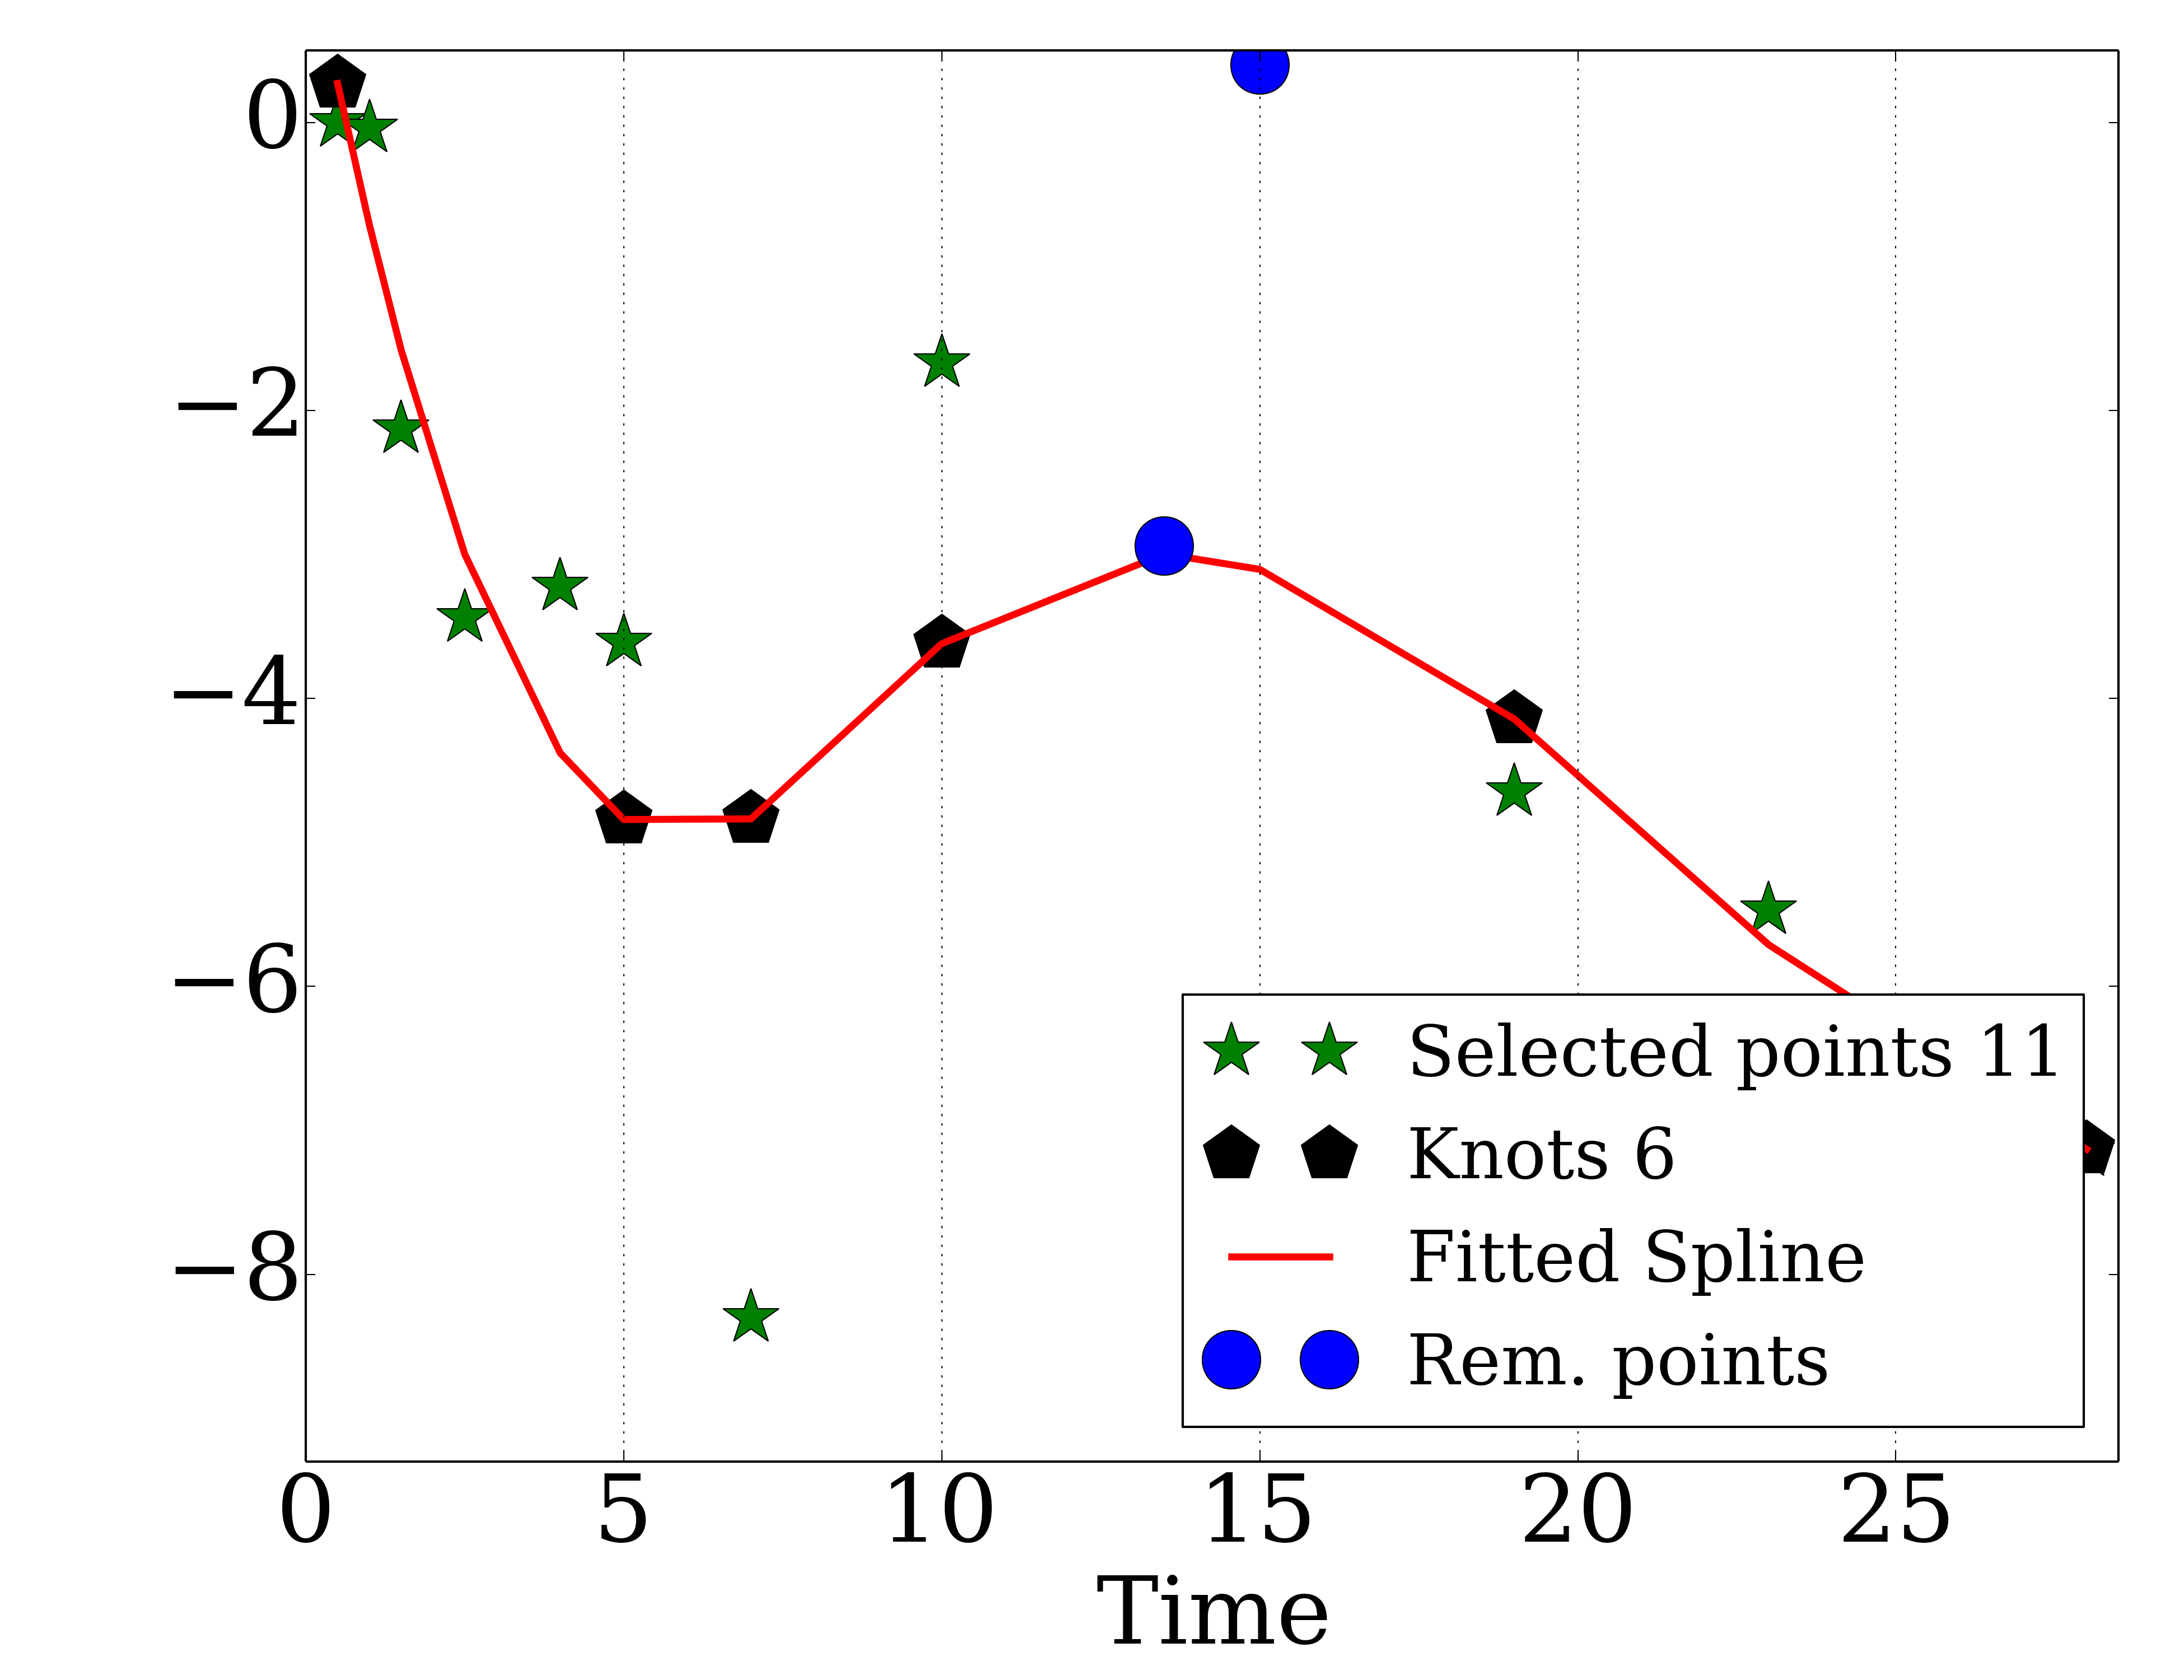 0
−2
−4
−6
−8
Selected points 11
Knots 6
Fitted Spline
Rem. points
0 5 10 15 20 25
Time